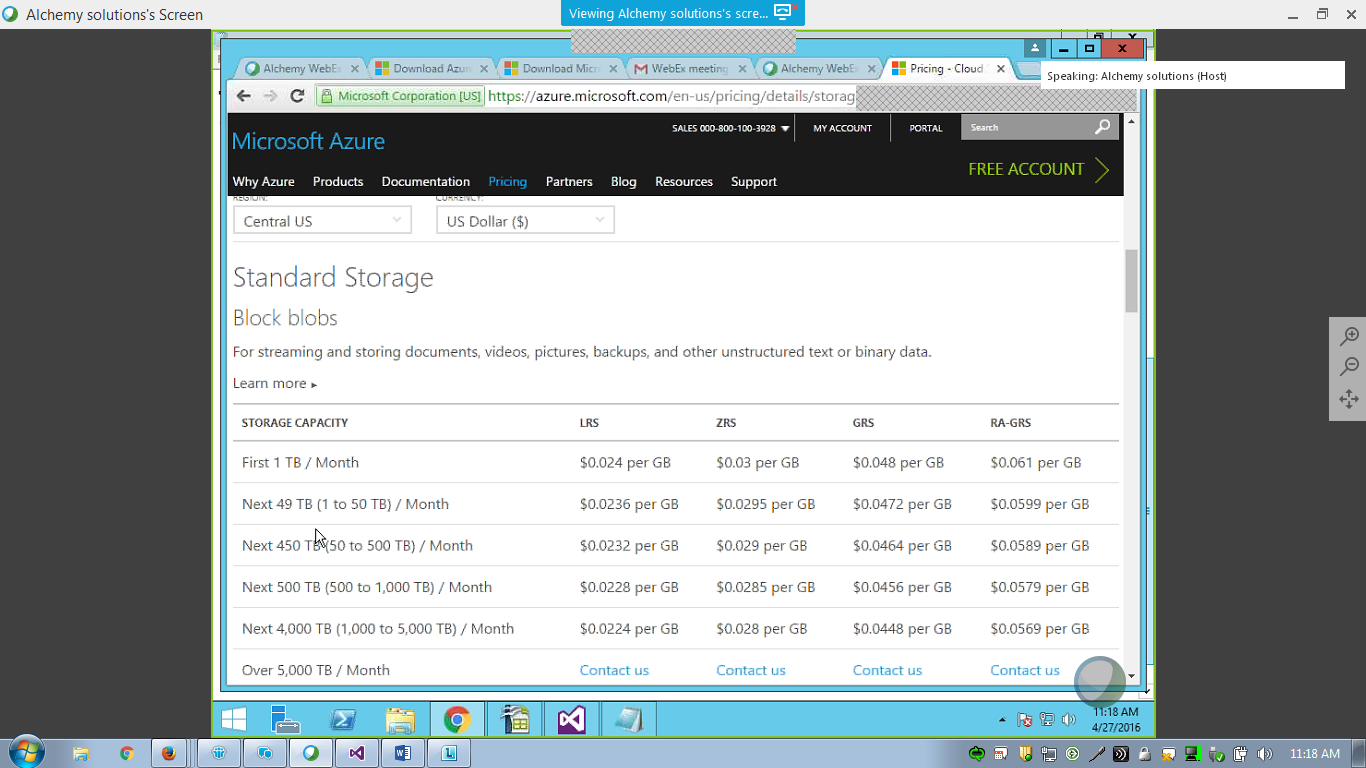 Alchemy solutions's Screen
Viewing Alchemy solutions's scre...
Alchemy WebEx
Download Azur
Download Micr
WebEx meeting
Alchemy WebEx
Pricing - Cloud
Speaking: Alchemy solutions (Host)
Microsoft Corporation [US] https://azure.microsoft.com/en-us/pricing/details/storag
SALES 000-800-100-3928 MY ACCOUNT PORTAL Search
Microsoft Azure
FREE ACCOUNT
Why Azure Products Documentation Pricing Partners Blog Resources Support
REGION: CURRENCY:
Central US US Dollar ($)
Standard Storage
Block blobs
For streaming and storing documents, videos, pictures, backups, and other unstructured text or binary data.
Learn more ▸
STORAGE CAPACITY LRS ZRS GRS RA-GRS
First 1 TB / Month $0.024 per GB $0.03 per GB $0.048 per GB $0.061 per GB
Next 49 TB (1 to 50 TB) / Month $0.0236 per GB $0.0295 per GB $0.0472 per GB $0.0599 per GB
Next 450 TB (50 to 500 TB) / Month $0.0232 per GB $0.029 per GB $0.0464 per GB $0.0589 per GB
Next 500 TB (500 to 1,000 TB) / Month $0.0228 per GB $0.0285 per GB $0.0456 per GB $0.0579 per GB
Next 4,000 TB (1,000 to 5,000 TB) / Month $0.0224 per GB $0.028 per GB $0.0448 per GB $0.0569 per GB
Over 5,000 TB / Month Contact us Contact us Contact us Contact us
11:18 AM
4/27/2016
11:18 AM